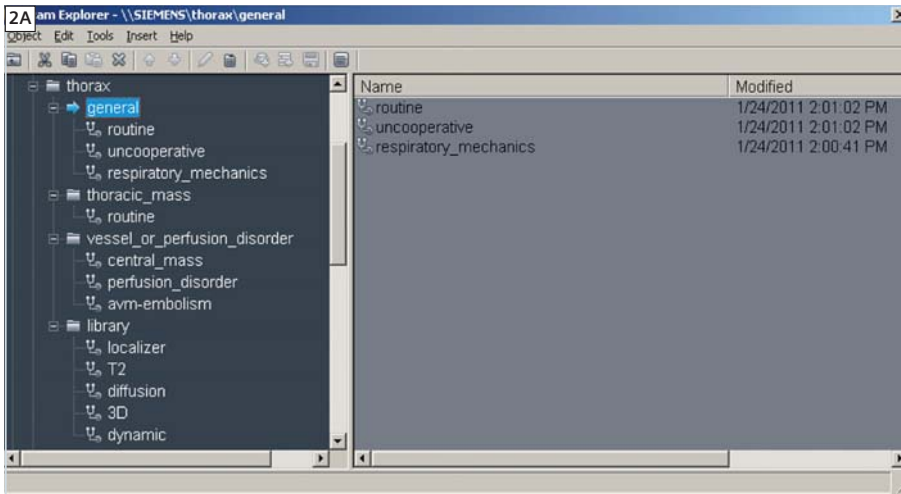 2A
am Explorer - \\SIEMENS\thorax\general
Object Edit Tools Insert Help
thorax
general
routine
uncooperative
respiratory_mechanics
thoracic_mass
routine
vessel_or_perfusion_disorder
central_mass
perfusion_disorder
avm-embolism
library
localizer
T2
diffusion
3D
dynamic
Name Modified
routine 1/24/2011 2:01:02 PM
uncooperative 1/24/2011 2:01:02 PM
respiratory_mechanics 1/24/2011 2:00:41 PM